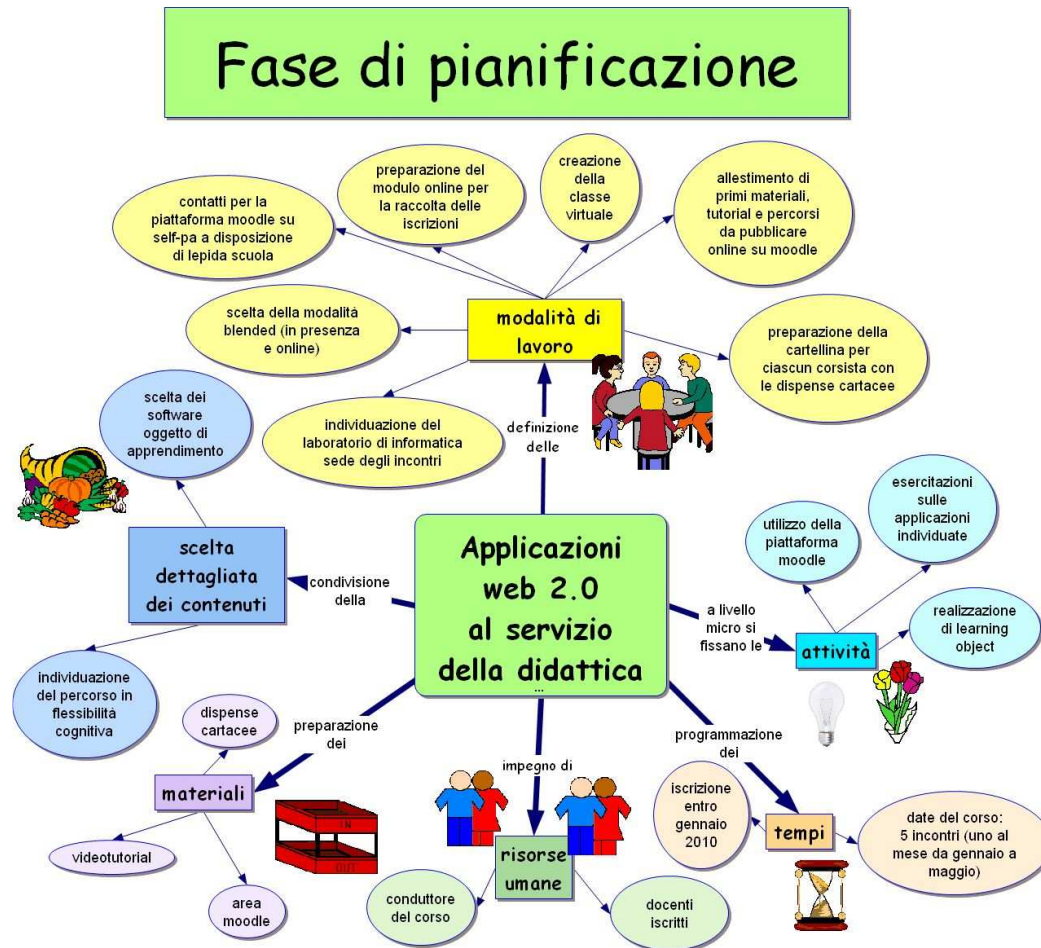 Fase di pianificazione
contatti per la
piattaforma moodle su
self-pa a disposizione
di lepida scuola
preparazione del
modulo online per
la raccolta delle
iscrizioni
creazione
della
classe
virtuale
allestimento di
primi materiali,
tutorial e percorsi
da pubblicare
online su moodle
scelta della modalità
blended (in presenza
e online)
modalità di
lavoro
preparazione della
cartellina per
ciascun corsista con
le dispense cartacee
individuazione del
laboratorio di informatica
sede degli incontri
definizione
delle
scelta dei
software
oggetto di
apprendimento
scelta
dettagliata
dei contenuti
condivisione
della
individuazione
del percorso in
flessibilità
cognitiva
Applicazioni
web 2.0
al servizio
della didattica
...
a livello
micro si
fissano le
attività
utilizzo della
piattaforma
moodle
esercitazioni
sulle
applicazioni
individuate
realizzazione
di learning
object
preparazione
dei
materiali
dispense
cartacee
videotutorial
area
moodle
IN
OUT
impegno di
risorse
umane
conduttore
del corso
docenti
iscritti
programmazione
dei
tempi
iscrizione
entro
gennaio
2010
date del corso:
5 incontri (uno al
mese da gennaio a
maggio)